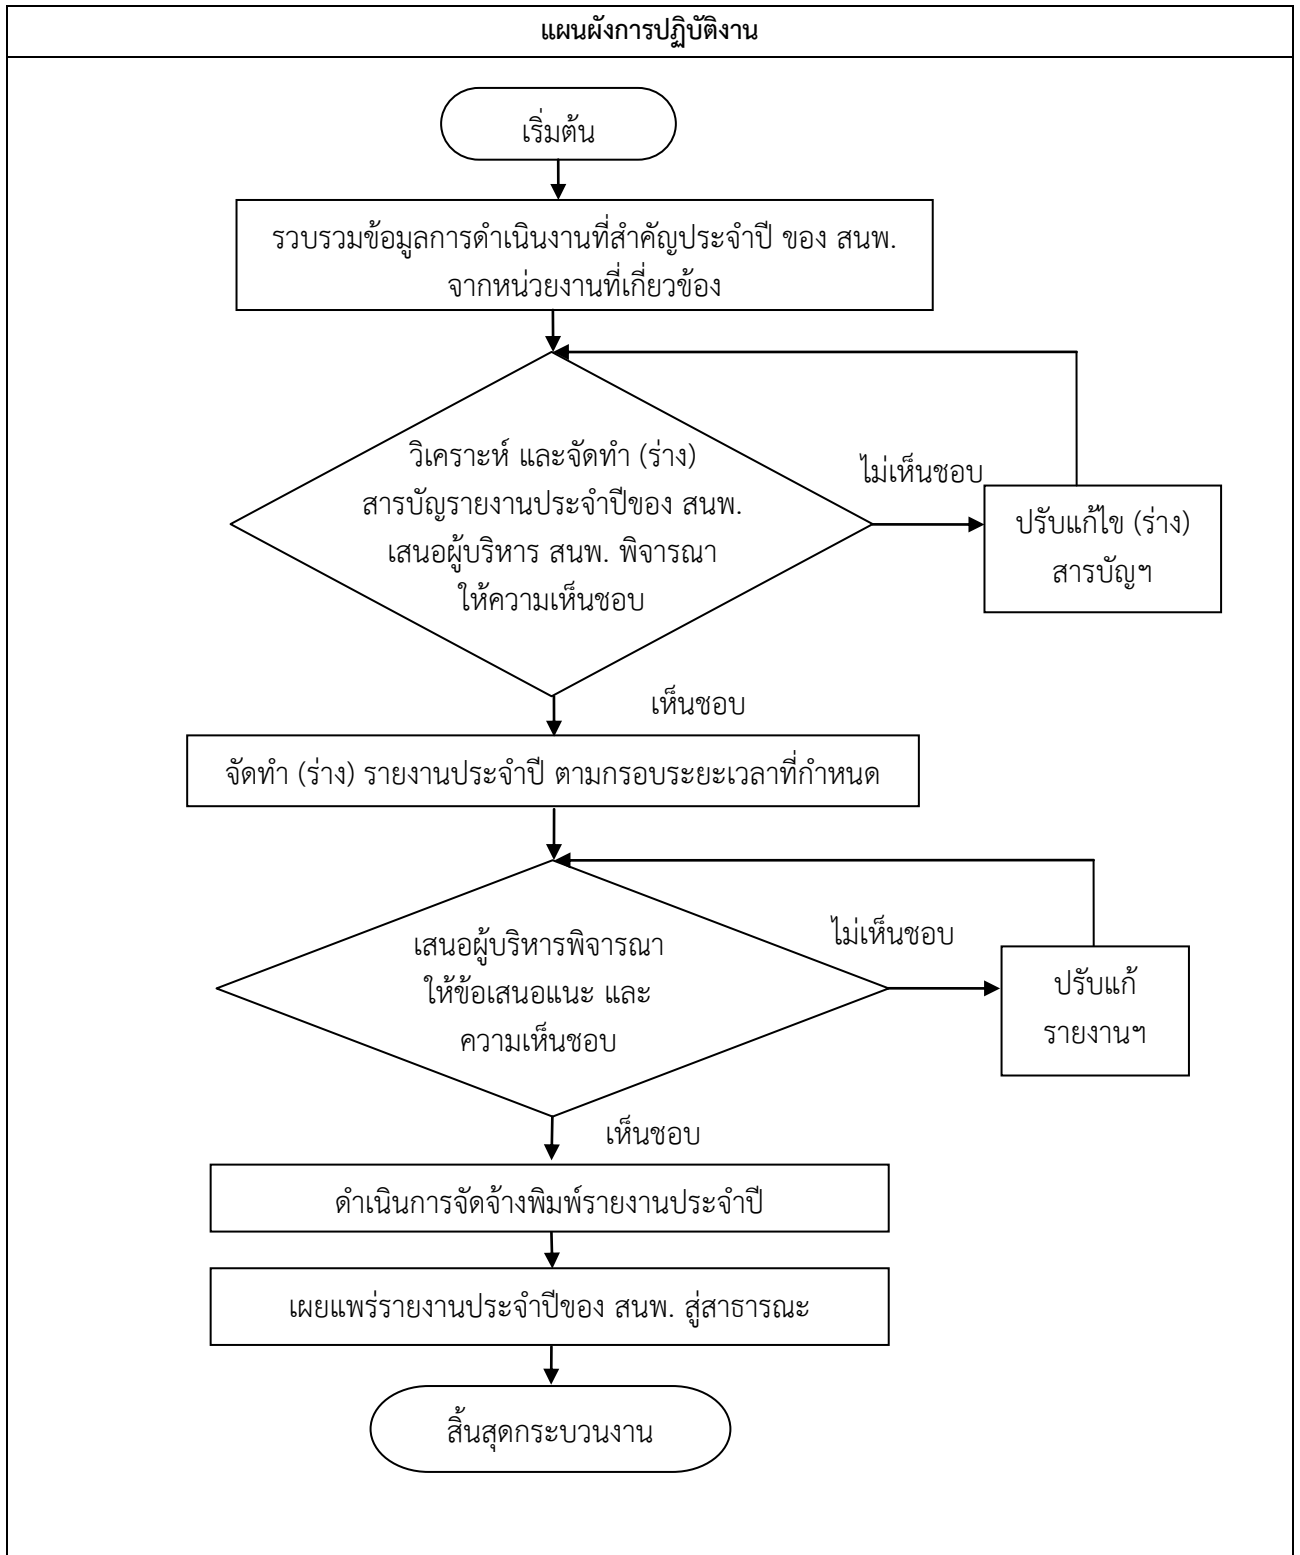 แผนผังการปฏิบัติงาน
เริ่มต้น
รวบรวมข้อมูลการดำเนินงานที่สำคัญประจำปี ของ สนพ.
จากหน่วยงานที่เกี่ยวข้อง
วิเคราะห์ และจัดทำ (ร่าง)
สารบัญรายงานประจำปีของ สนพ.
เสนอผู้บริหาร สนพ. พิจารณา
ให้ความเห็นชอบ
ไม่เห็นชอบ
ปรับแก้ไข (ร่าง)
สารบัญฯ
เห็นชอบ
จัดทำ (ร่าง) รายงานประจำปี ตามกรอบระยะเวลาที่กำหนด
เสนอผู้บริหารพิจารณา
ให้ข้อเสนอแนะ และ
ความเห็นชอบ
ไม่เห็นชอบ
ปรับแก้
รายงานฯ
เห็นชอบ
ดำเนินการจัดจ้างพิมพ์รายงานประจำปี
เผยแพร่รายงานประจำปีของ สนพ. สู่สาธารณะ
สิ้นสุดกระบวนงาน